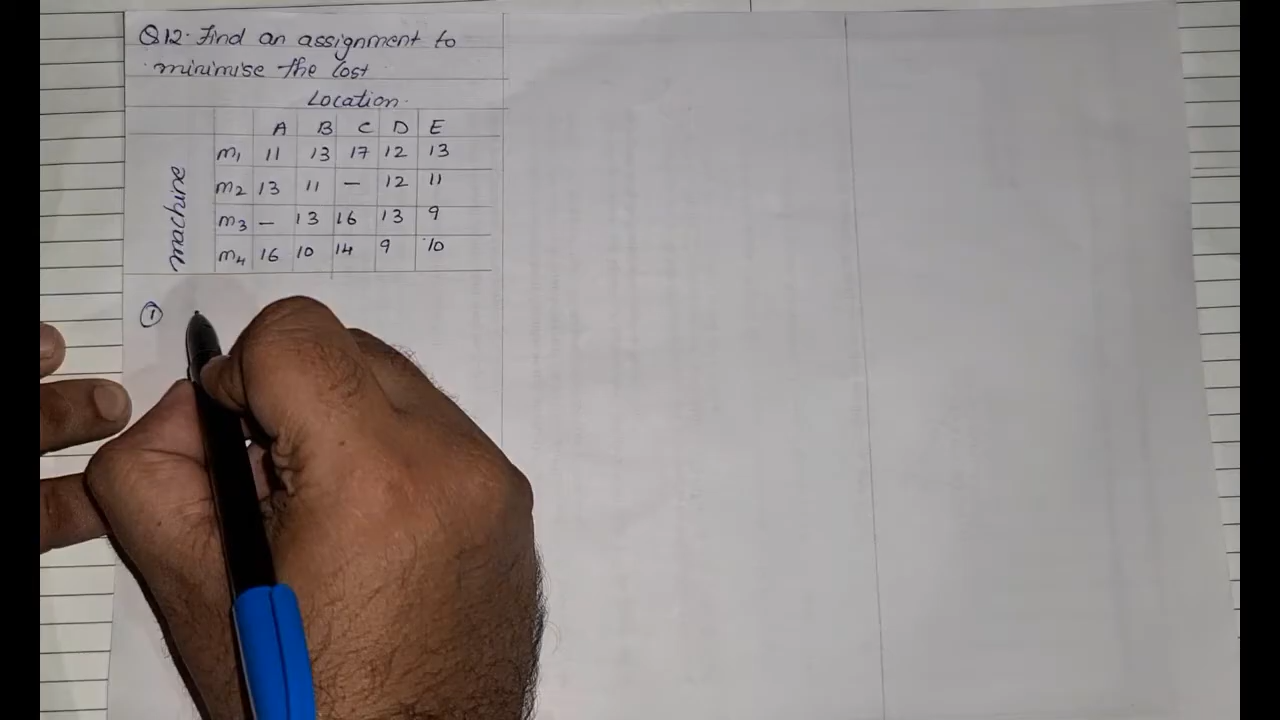 Q12. Find an assignment to
minimise the lost
Location.
A B C D E
machine
m1 11 13 17 12 13
m2 13 11 — 12 11
m3 — 13 16 13 9
m4 16 10 14 9 10
①